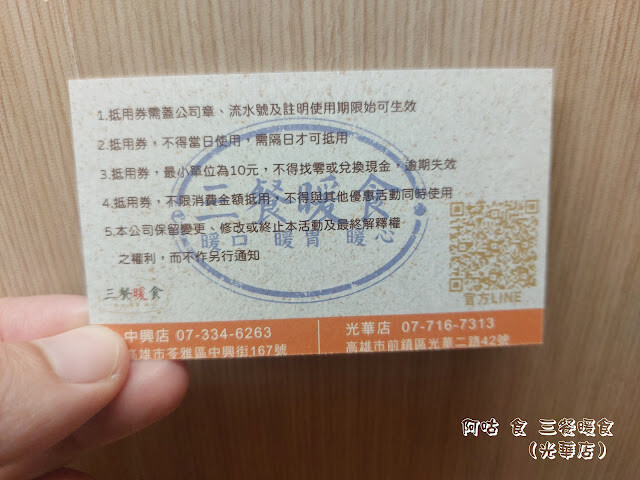 1.抵用券需蓋公司章、流水號及註明使用期限始可生效
2.抵用券，不得當日使用，需隔日才可抵用
3.抵用券，最小單位為10元，不得找零或兌換現金，逾期失效
三餐暖食
4.抵用券，不限消費金額抵用，不得與其他優惠活動同時使用
5.本公司保留變更、修改或終止本活動及最終解釋權
暖口 暖胃 暖心
之權利，而不作另行通知
三餐暖食
官方LINE
中興店 07-334-6263
高雄市苓雅區中興街167號
光華店 07-716-7313
高雄市前鎮區光華二路42號
阿咕 食 三餐暖食
(光華店)